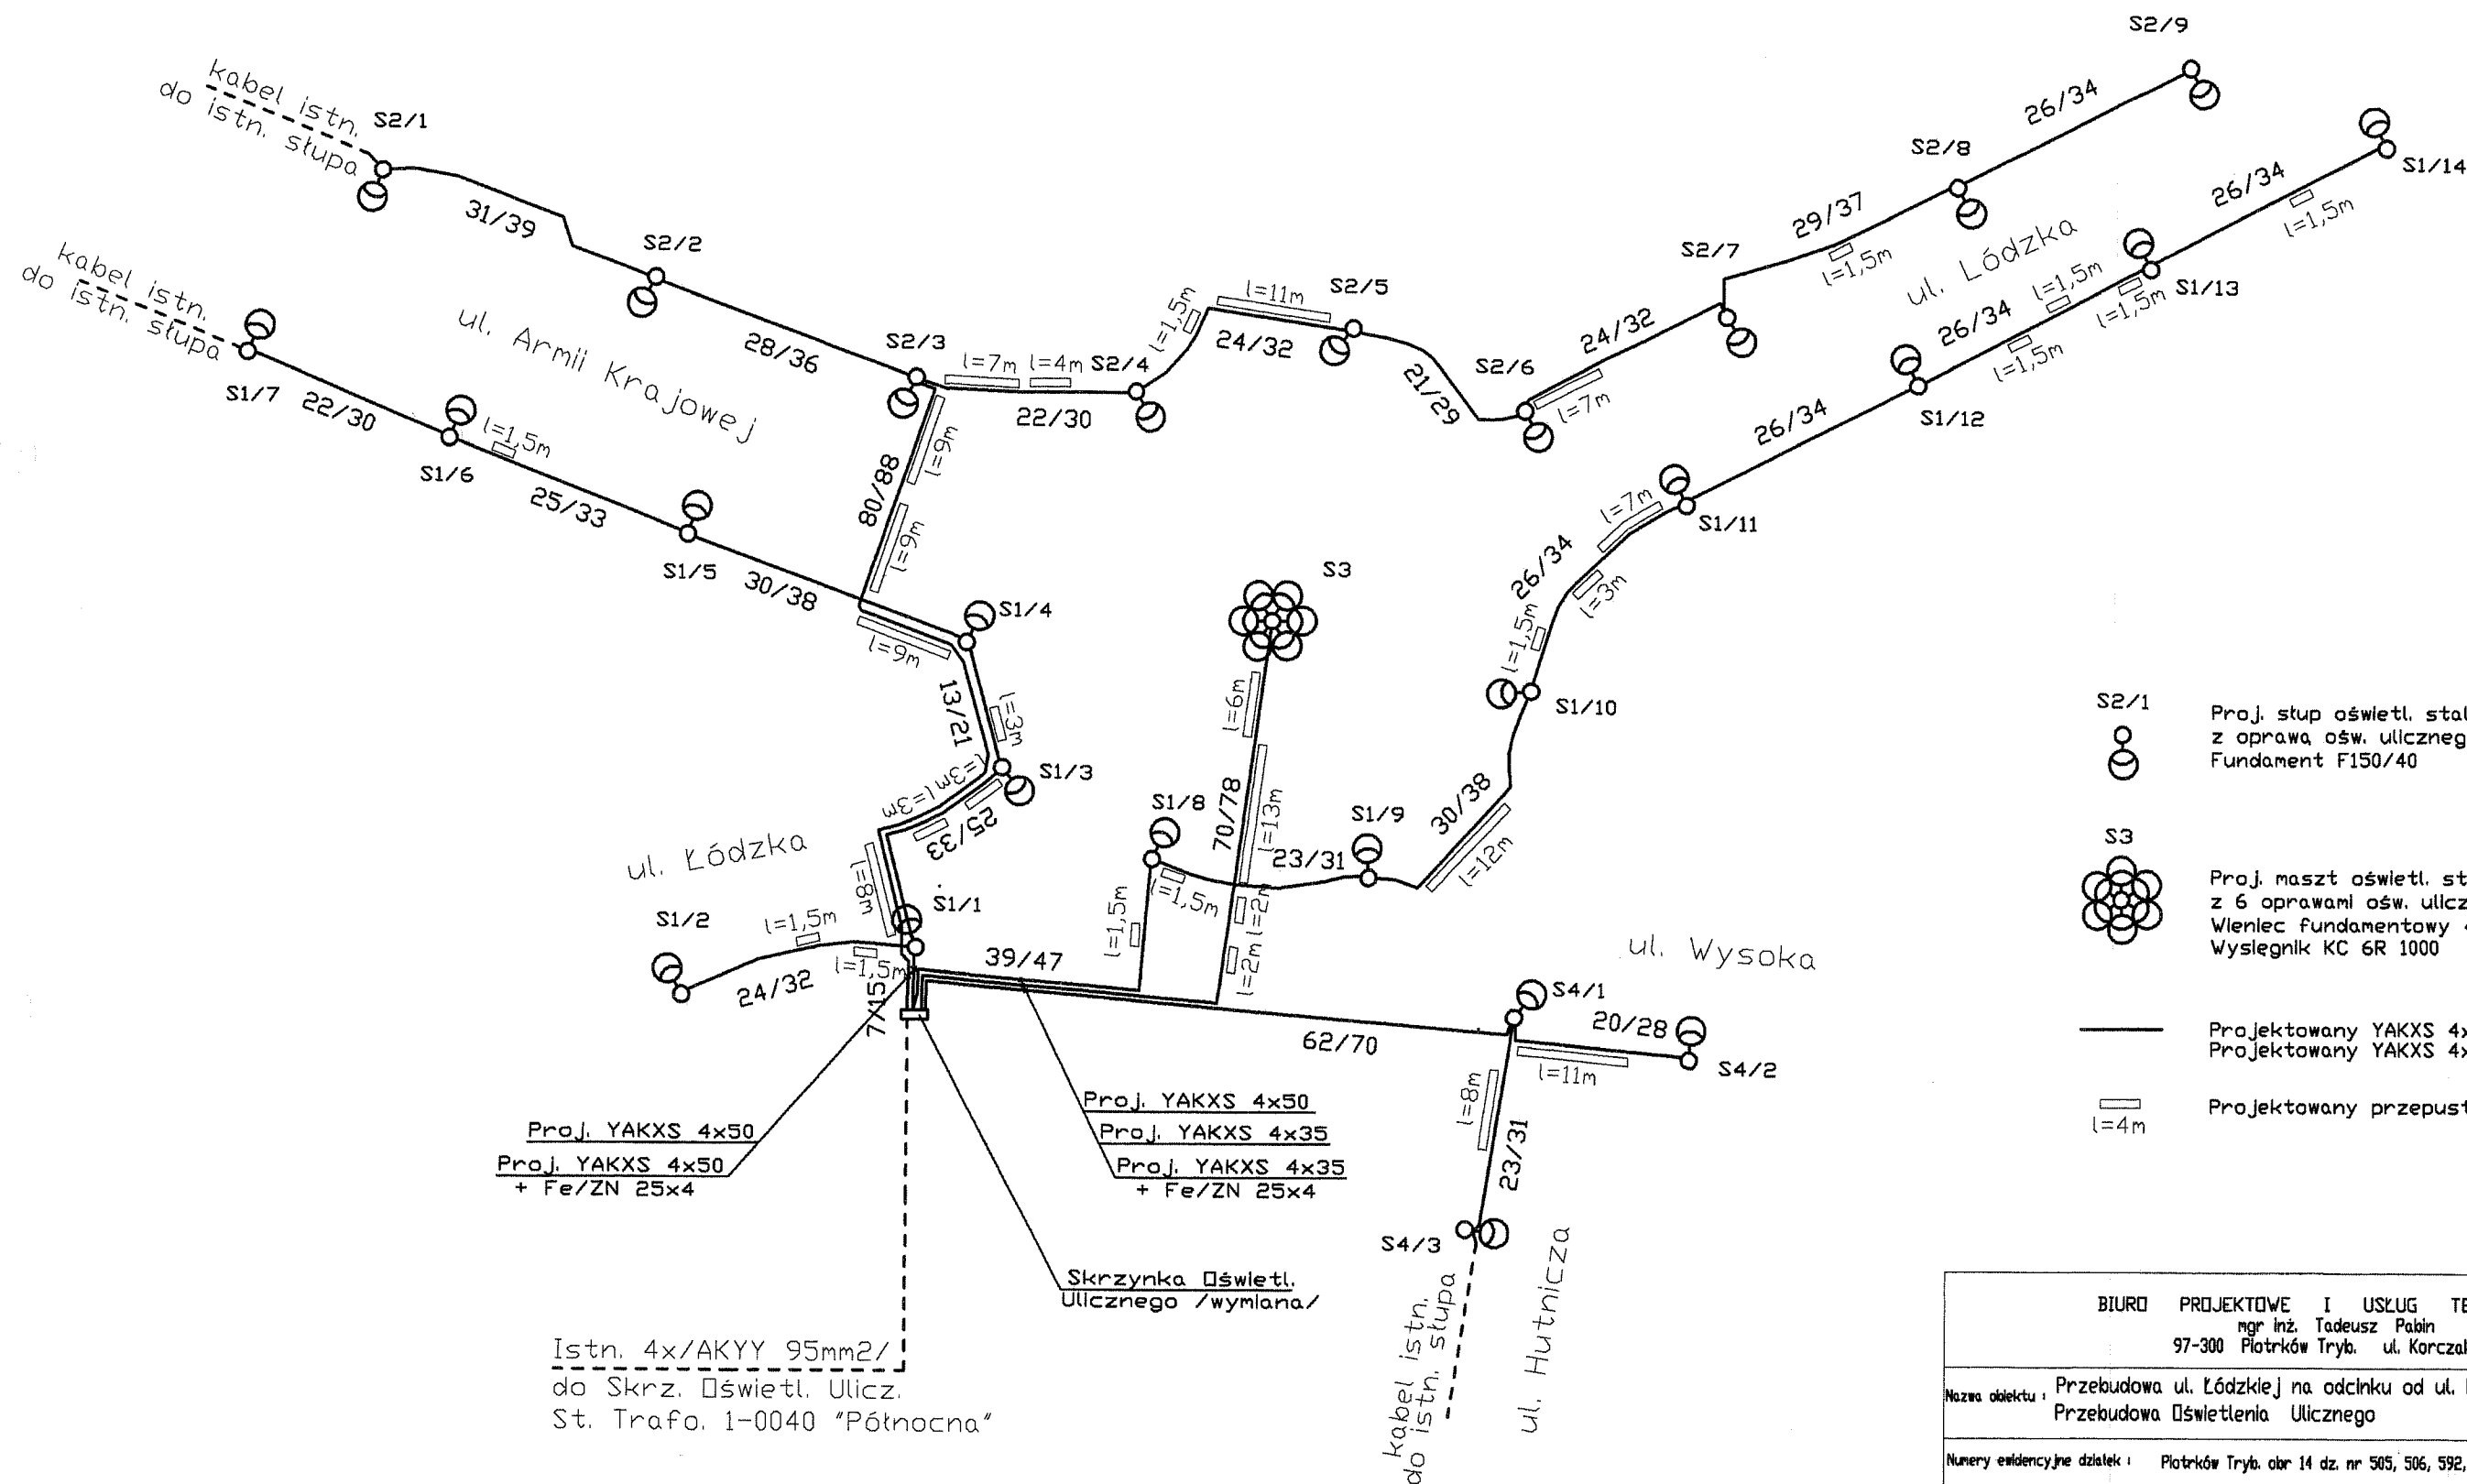 S2/9
kabel istn.
do istn. słupa
S2/1
31/39
S2/2
28/36
S2/3
l=7m
l=4m
S2/4
22/30
l=1,5m
l=11m
24/32
S2/5
21/29
S2/6
24/32
l=7m
S2/7
29/37
l=1,5m
S2/8
26/34
ul. Łódzka
S1/14
26/34
l=1,5m
S1/13
l=1,5m
l=1,5m
26/34
l=1,5m
S1/12
26/34
S1/11
l=7m
26/34
l=3m
l=1,5m
S1/10
kabel istn.
do istn. słupa
S1/7
22/30
ul. Armii Krajowej
S1/6
l=1,5m
25/33
S1/5
30/38
80/88
l=9m
l=9m
l=9m
S1/4
13/21
l=3m
S1/3
l=3m
l=3m
25/33
l=8m
ul. Łódzka
S1/1
S1/2
l=1,5m
l=1,5m
24/32
7/15
S3
l=6m
70/78
l=13m
S1/8
l=1,5m
l=1,5m
23/31
S1/9
30/38
l=12m
l=2m
l=2m
39/47
62/70
ul. Wysoka
S4/1
20/28
S4/2
l=11m
l=8m
23/31
S4/3
kabel istn.
do istn. słupa
ul. Hutnicza
Proj. YAKXS 4x50
Proj. YAKXS 4x50
+ Fe/ZN 25x4
Proj. YAKXS 4x50
Proj. YAKXS 4x35
Proj. YAKXS 4x35
+ Fe/ZN 25x4
Skrzynka Oświetl.
Ulicznego /wymiana/
Istn. 4x/AKYY 95mm2/
do Skrz. Oświetl. Ulicz.
St. Trafo. 1-0040 "Północna"
S2/1
Proj. słup oświetl. stal
z oprawą ośw. uliczneg
Fundament F150/40
S3
Proj. maszt oświetl. st
z 6 oprawami ośw. ulicz
Wieniec fundamentowy
Wysięgnik KC 6R 1000
Projektowany YAKXS 4x
Projektowany YAKXS 4x
l=4m
Projektowany przepust
BIURO PROJEKTOWE I USŁUG TE
mgr inż. Tadeusz Pabin
97-300 Piotrków Tryb. ul. Korczak
Nazwa obiektu : Przebudowa ul. Łódzkiej na odcinku od ul.
Przebudowa Oświetlenia Ulicznego
Numery ewidencyjne działek : Piotrków Tryb. obr 14 dz. nr 505, 506, 592,